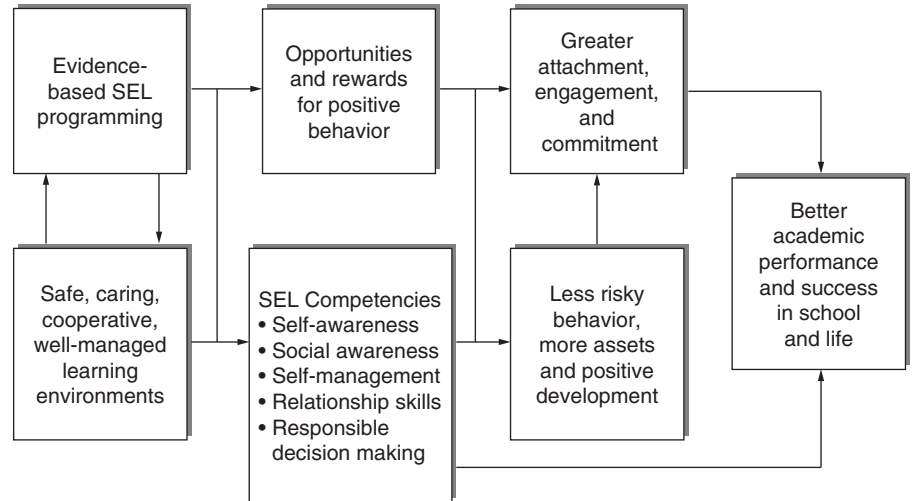 Evidence-
based SEL
programming
Opportunities
and rewards
for positive
behavior
Greater
attachment,
engagement,
and
commitment
Safe, caring,
cooperative,
well-managed
learning
environments
SEL Competencies
• Self-awareness
• Social awareness
• Self-management
• Relationship skills
• Responsible
decision making
Less risky
behavior,
more assets
and positive
development
Better
academic
performance
and success
in school
and life